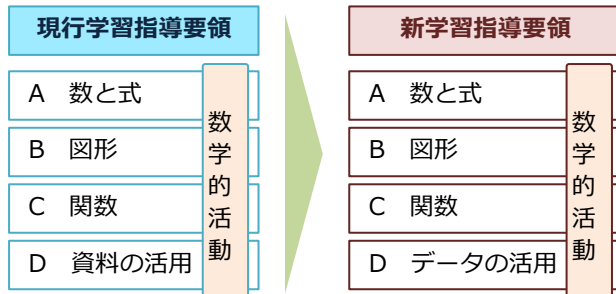 現行学習指導要領
A 数と式
B 図形
C 関数
D 資料の活用
数学的活動
新学習指導要領
A 数と式
B 図形
C 関数
D データの活用
数学的活動